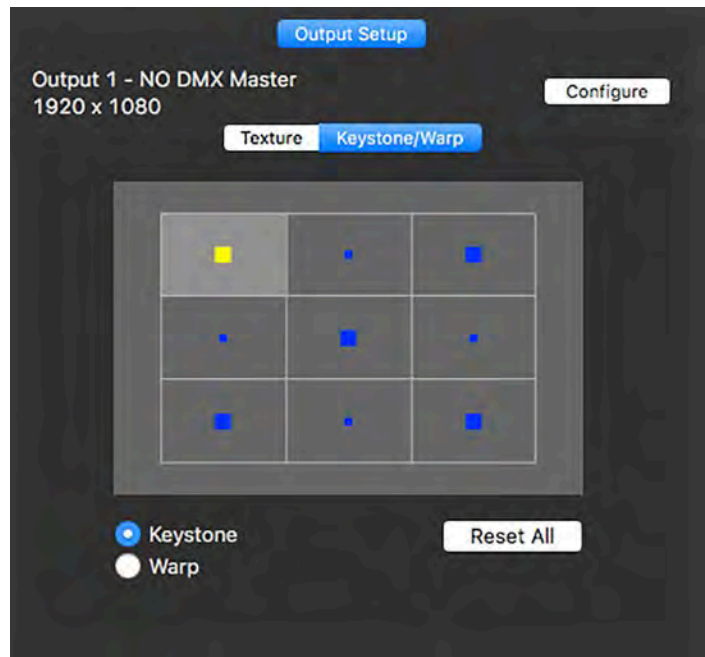 Output Setup
Output 1 - NO DMX Master
1920 x 1080
Configure
Texture
Keystone/Warp
Keystone
Warp
Reset All